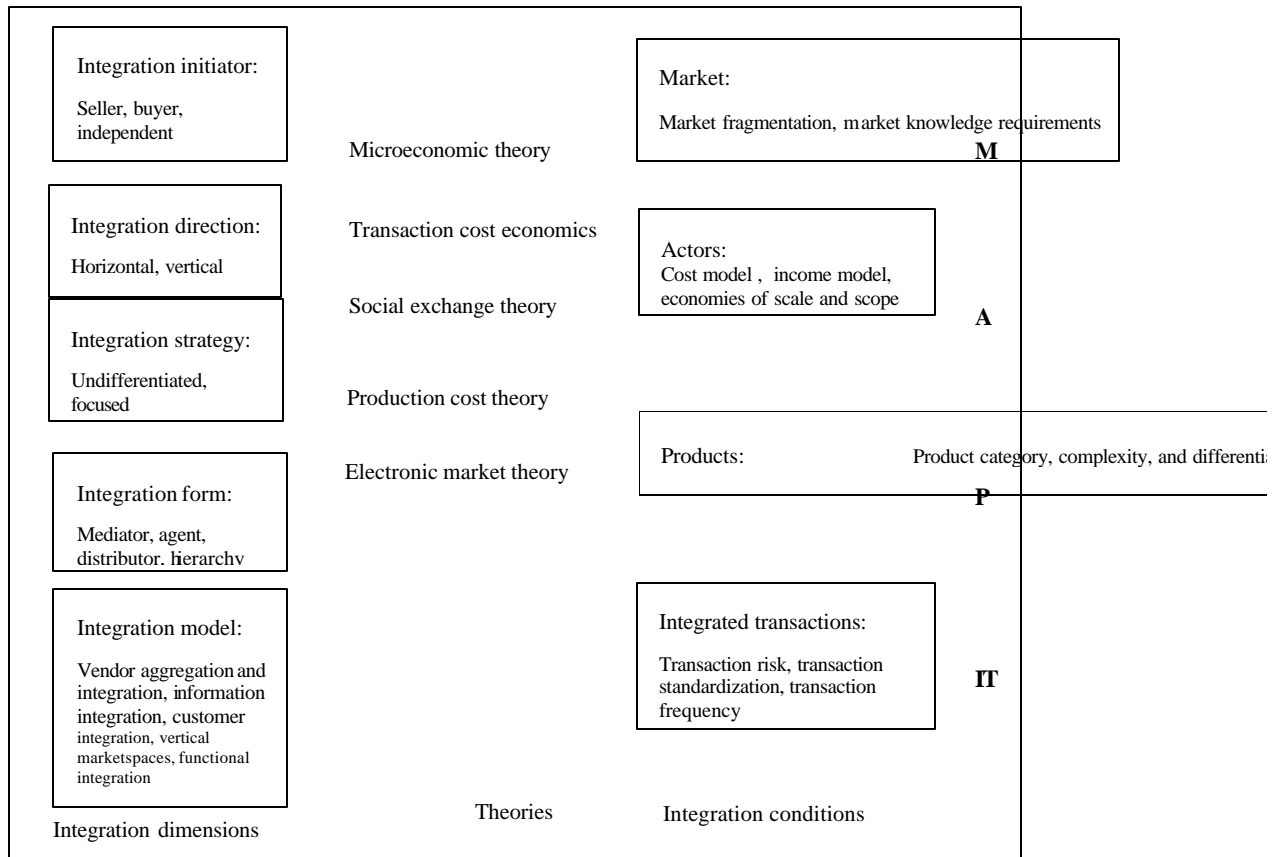 Integration initiator:
Seller, buyer,
independent
Integration direction:
Horizontal, vertical
Integration strategy:
Undifferentiated,
focused
Integration form:
Mediator, agent,
distributor, hierarchy
Integration model:
Vendor aggregation and
integration, information
integration, customer
integration, vertical
marketspaces, functional
integration
Integration dimensions
Microeconomic theory
Transaction cost economics
Social exchange theory
Production cost theory
Electronic market theory
Theories
Market:
Market fragmentation, market knowledge requirements
M
Actors:
Cost model , income model,
economies of scale and scope
A
Products: Product category, complexity, and
P
Integrated transactions:
Transaction risk, transaction
standardization, transaction
frequency
IT
Integration conditions